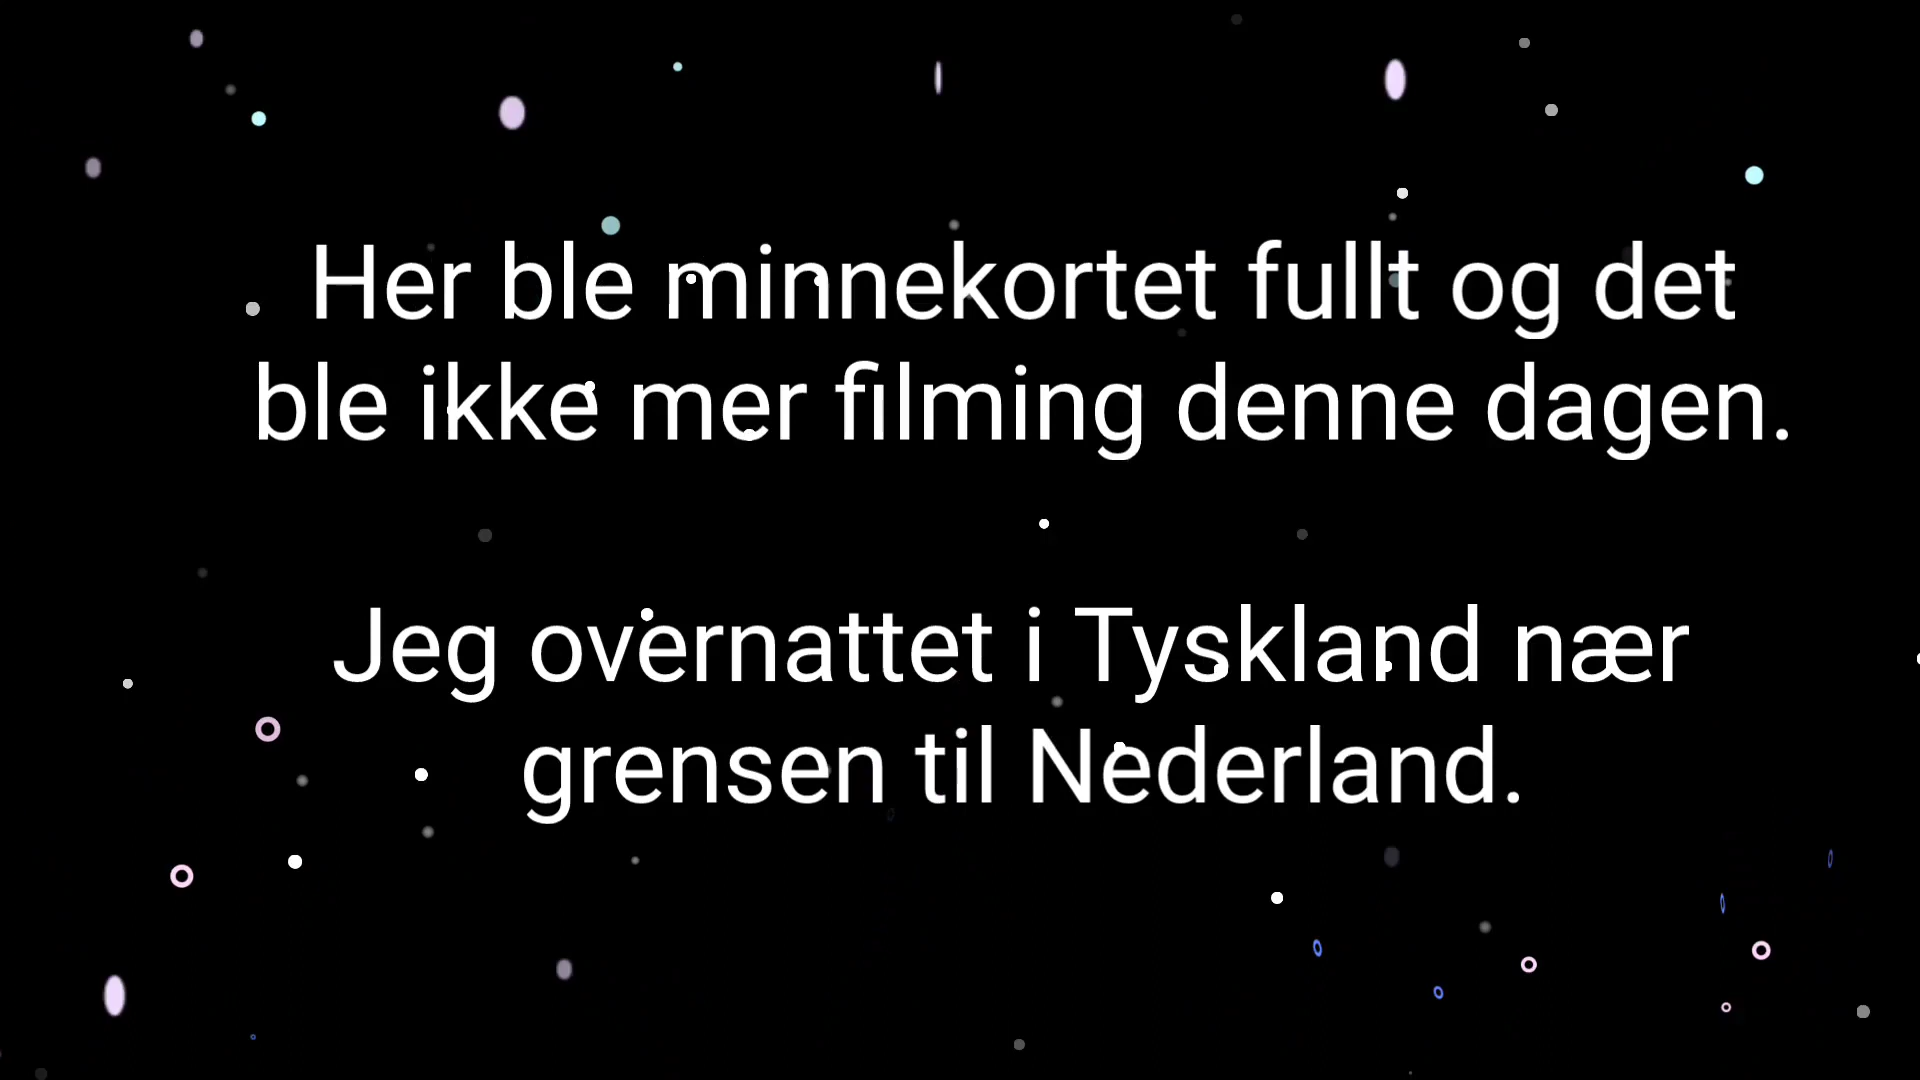 Her ble minnekortet fullt og det
ble ikke mer filming denne dagen.
Jeg overnattet i Tyskland nær
grensen til Nederland.